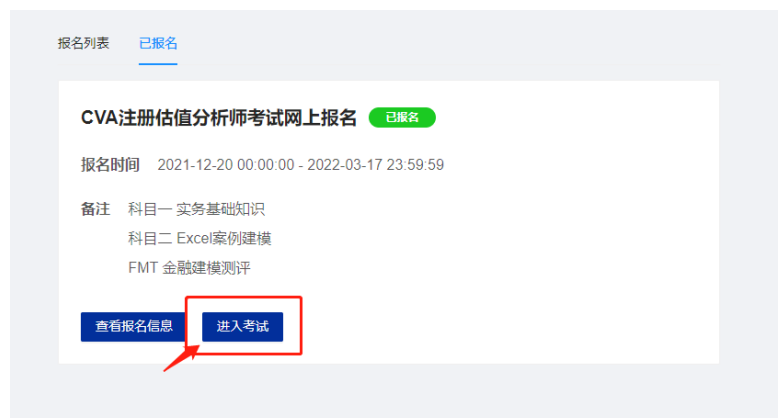 报名列表 已报名
CVA注册估值分析师考试网上报名 已报名
报名时间 2021-12-20 00:00:00 - 2022-03-17 23:59:59
备注 科目一 实务基础知识
科目二 Excel案例建模
FMT 金融建模测评
查看报名信息 进入考试